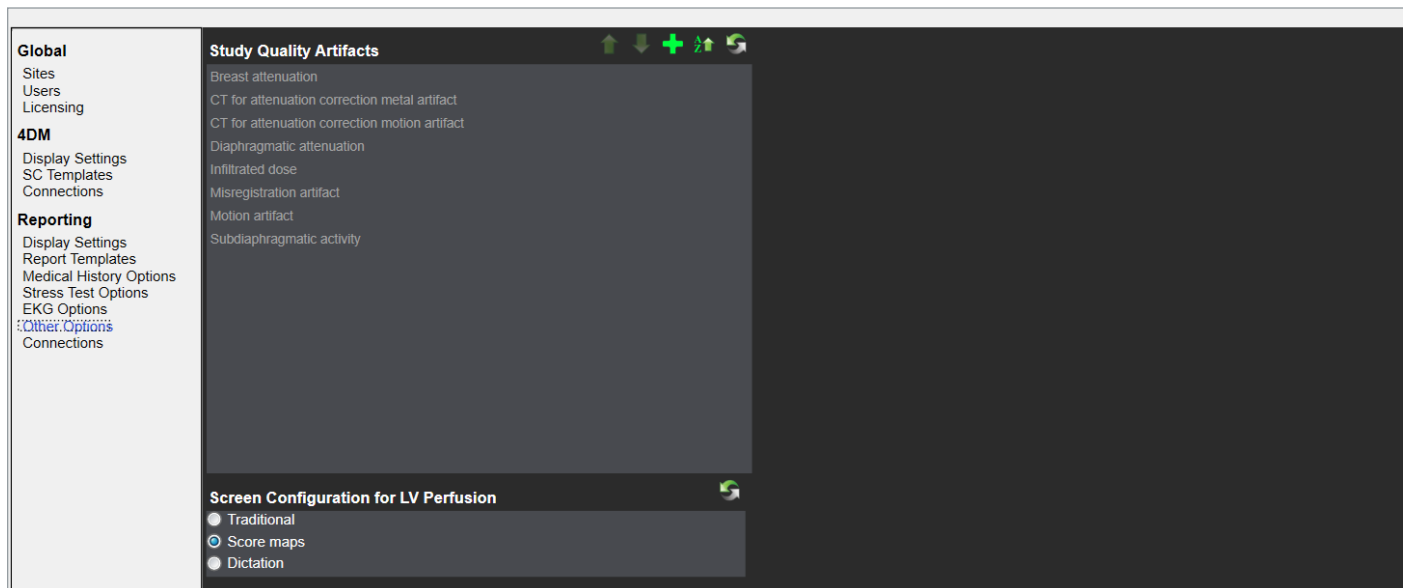 Global
Sites
Users
Licensing
4DM
Display Settings
SC Templates
Connections
Reporting
Display Settings
Report Templates
Medical History Options
Stress Test Options
EKG Options
Other Options
Connections
Study Quality Artifacts
A
Z
Breast attenuation
CT for attenuation correction metal artifact
CT for attenuation correction motion artifact
Diaphragmatic attenuation
Infiltrated dose
Misregistration artifact
Motion artifact
Subdiaphragmatic activity
Screen Configuration for LV Perfusion
Traditional
Score maps
Dictation